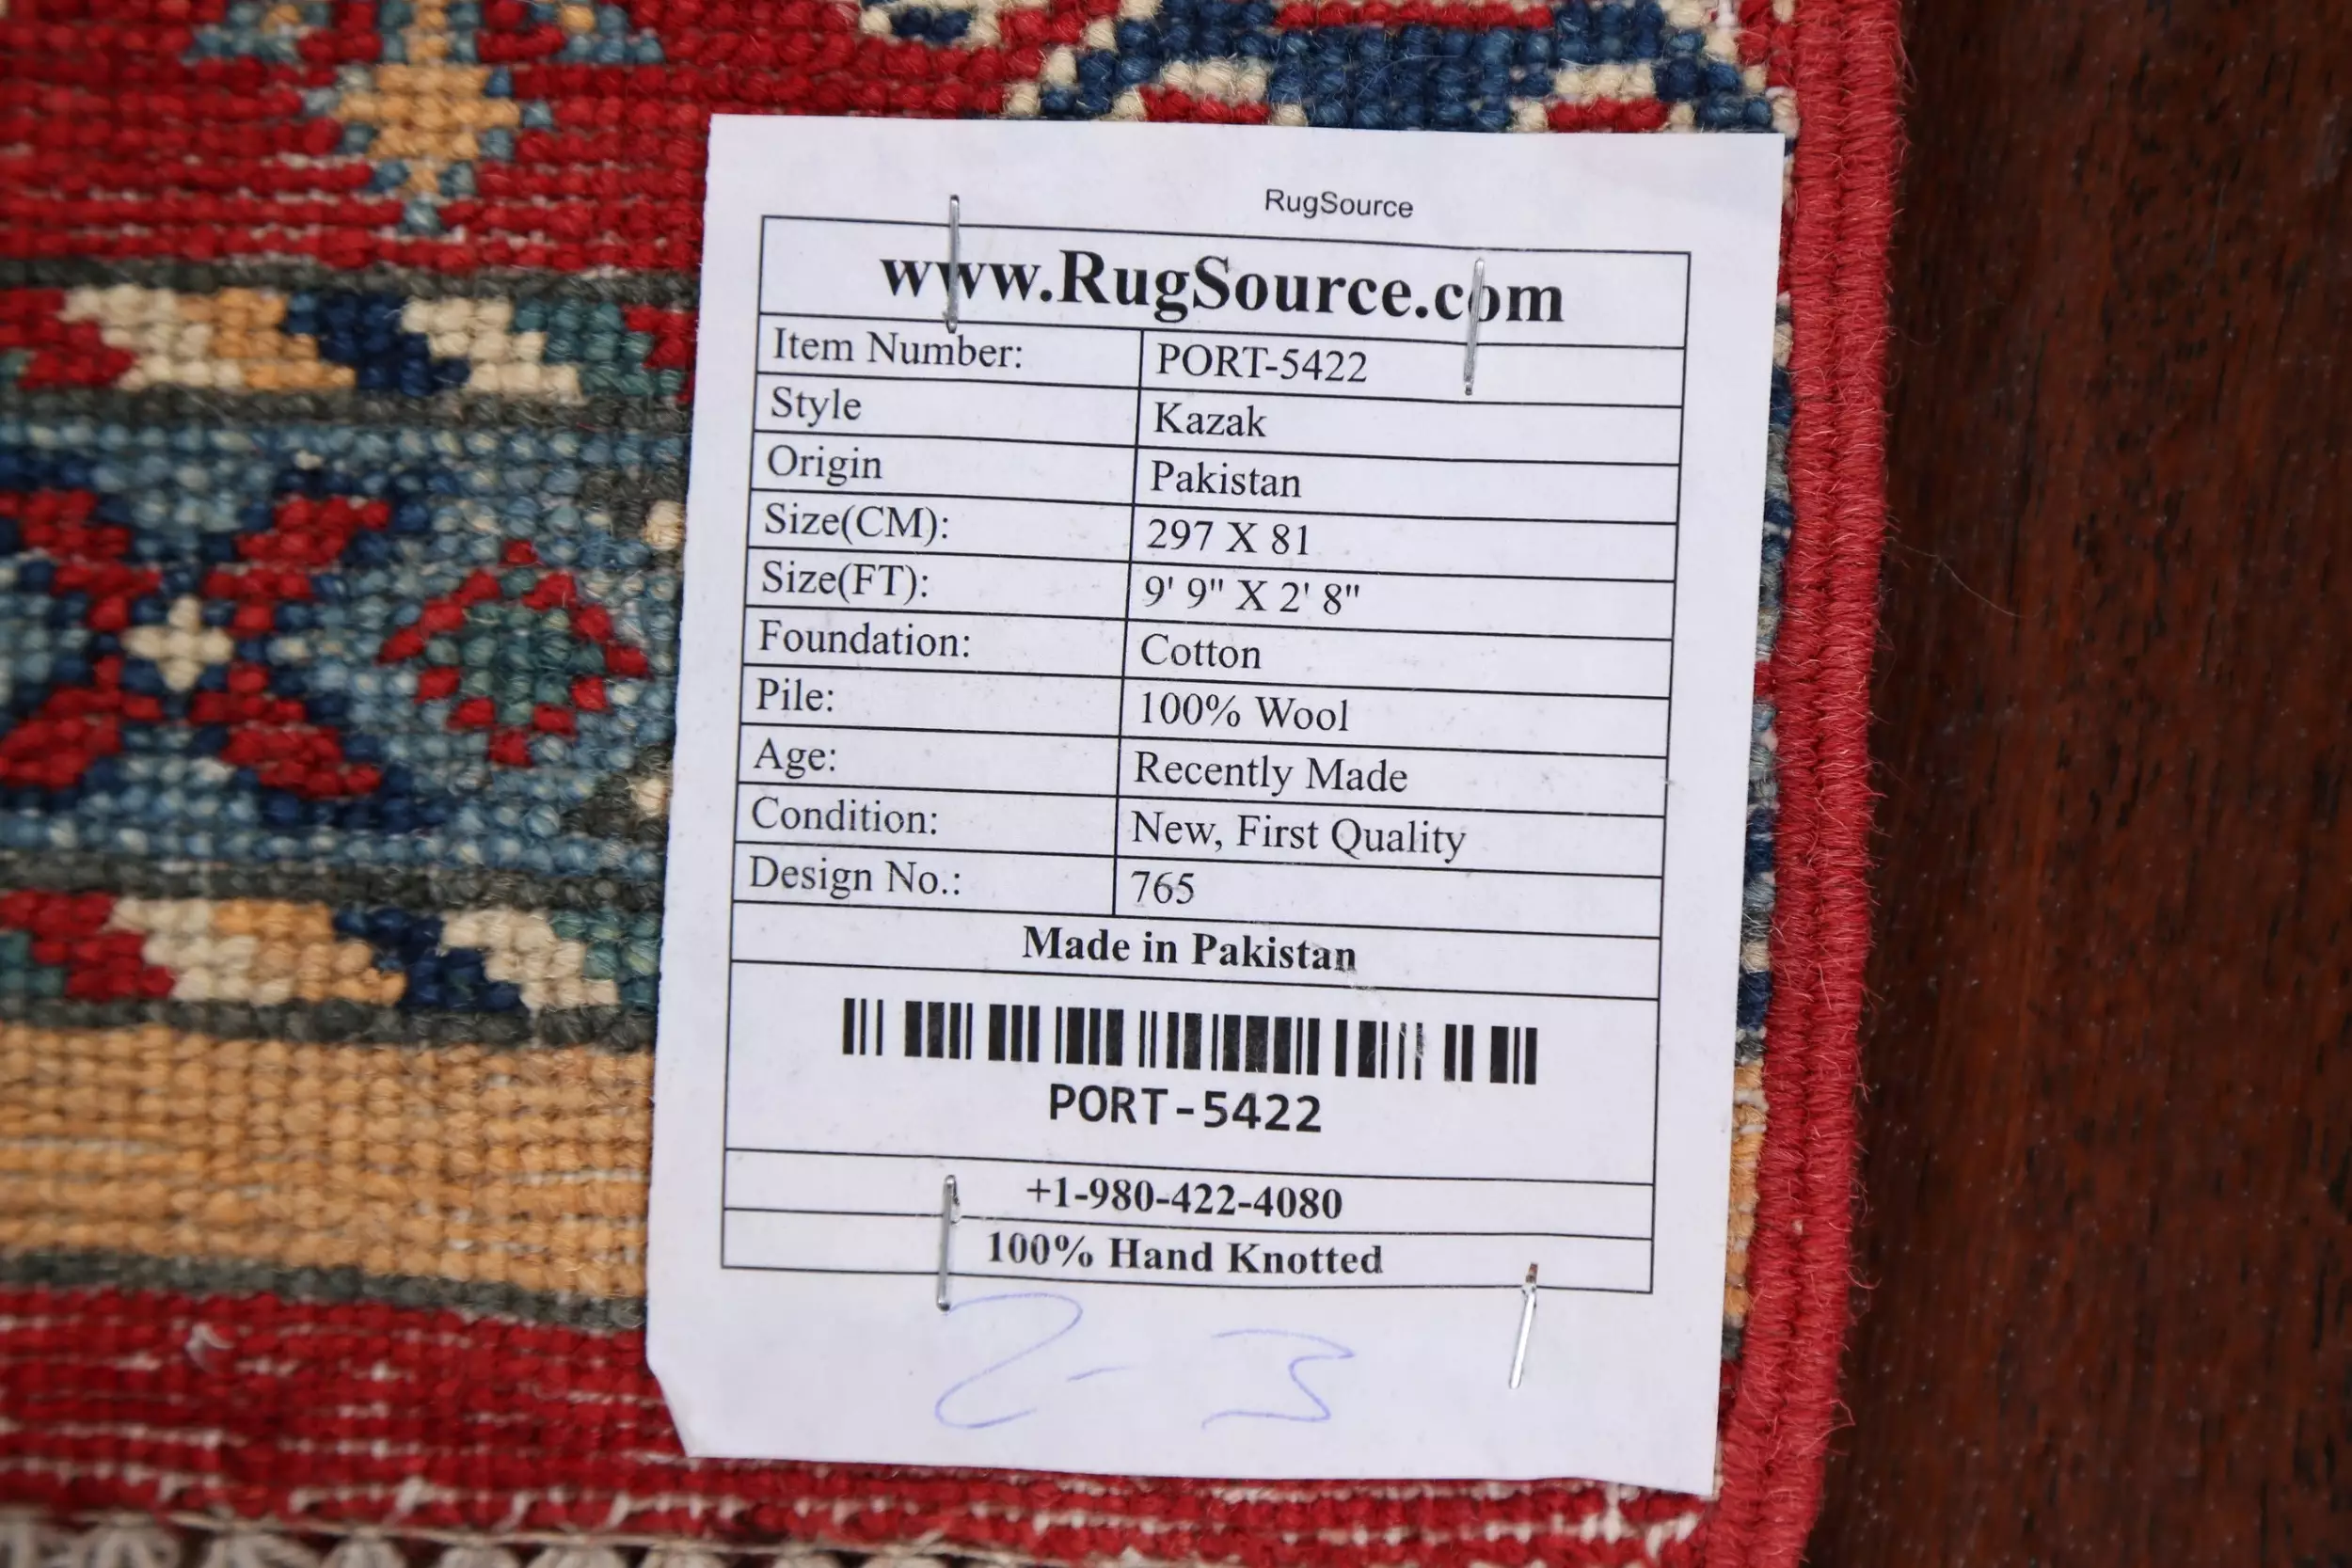 RugSource
www.RugSource.com
Item Number: PORT-5422
Style Kazak
Origin Pakistan
Size(CM): 297 X 81
Size(FT): 9' 9" X 2' 8"
Foundation: Cotton
Pile: 100% Wool
Age: Recently Made
Condition: New, First Quality
Design No.: 765
Made in Pakistan
PORT-5422
+1-980-422-4080
100% Hand Knotted
2-3